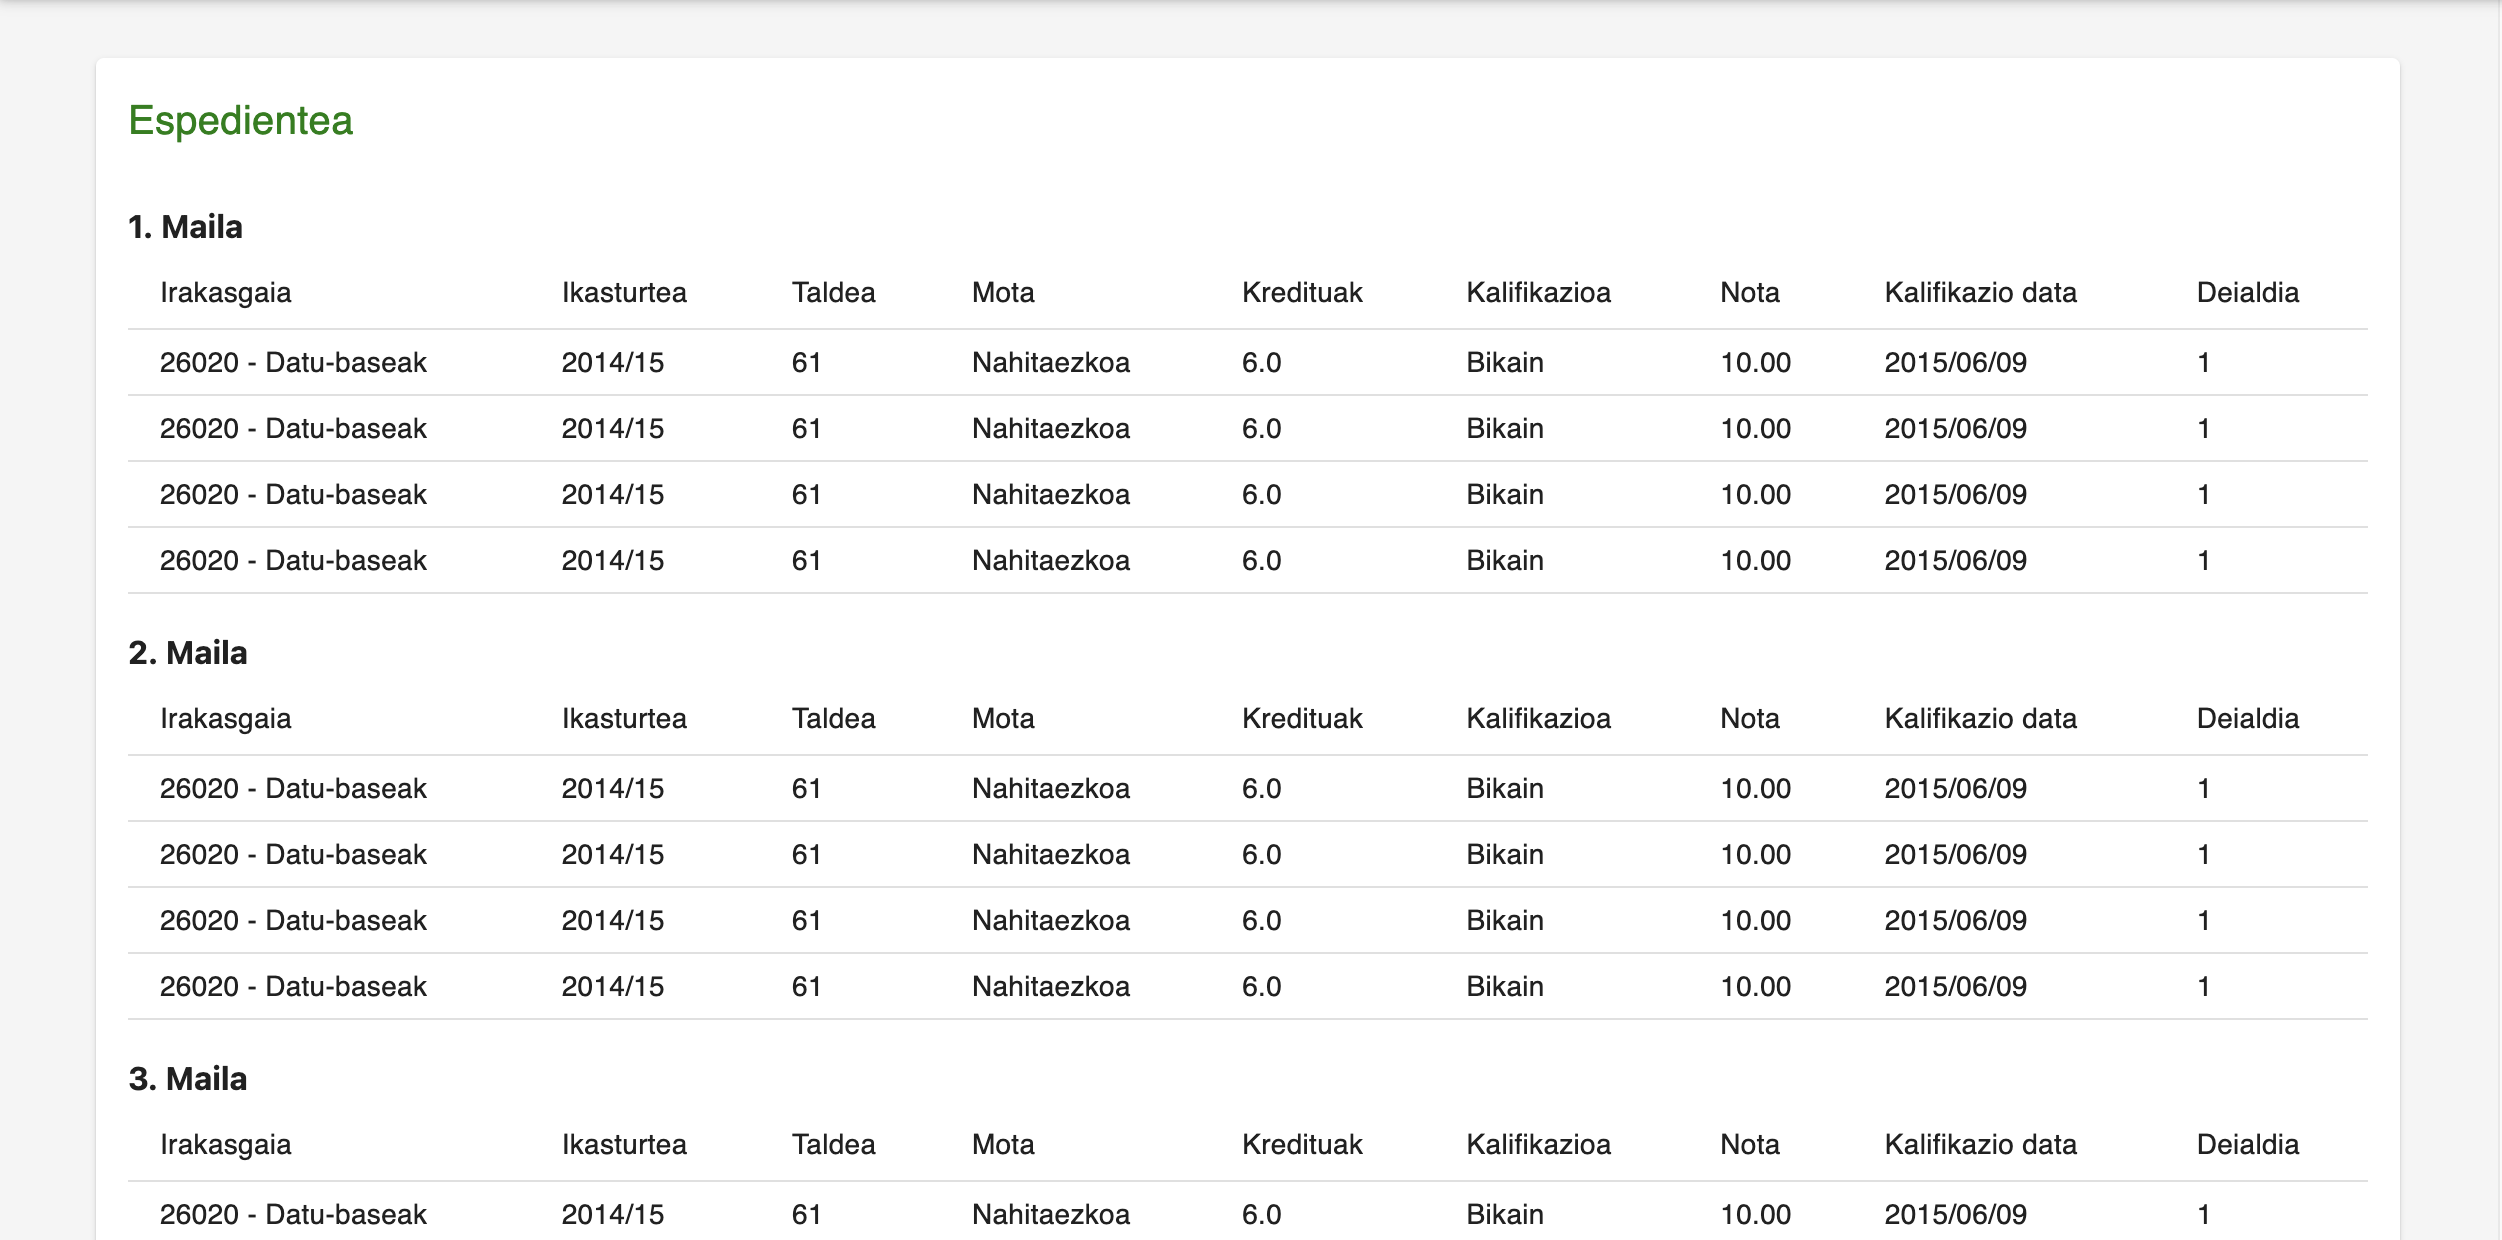 Espedientea
1. Maila
Irakasgaia Ikasturtea Taldea Mota Kredituak Kalifikazioa Nota Kalifikazio data Deialdia
26020 - Datu-baseak 2014/15 61 Nahitaezkoa 6.0 Bikain 10.00 2015/06/09 1
26020 - Datu-baseak 2014/15 61 Nahitaezkoa 6.0 Bikain 10.00 2015/06/09 1
26020 - Datu-baseak 2014/15 61 Nahitaezkoa 6.0 Bikain 10.00 2015/06/09 1
26020 - Datu-baseak 2014/15 61 Nahitaezkoa 6.0 Bikain 10.00 2015/06/09 1
2. Maila
Irakasgaia Ikasturtea Taldea Mota Kredituak Kalifikazioa Nota Kalifikazio data Deialdia
26020 - Datu-baseak 2014/15 61 Nahitaezkoa 6.0 Bikain 10.00 2015/06/09 1
26020 - Datu-baseak 2014/15 61 Nahitaezkoa 6.0 Bikain 10.00 2015/06/09 1
26020 - Datu-baseak 2014/15 61 Nahitaezkoa 6.0 Bikain 10.00 2015/06/09 1
26020 - Datu-baseak 2014/15 61 Nahitaezkoa 6.0 Bikain 10.00 2015/06/09 1
3. Maila
Irakasgaia Ikasturtea Taldea Mota Kredituak Kalifikazioa Nota Kalifikazio data Deialdia
26020 - Datu-baseak 2014/15 61 Nahitaezkoa 6.0 Bikain 10.00 2015/06/09 1